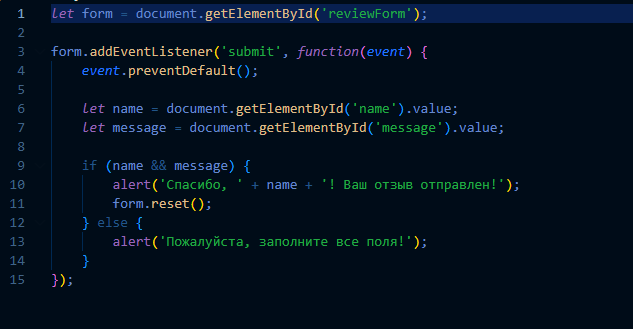 1 let form = document.getElementById('reviewForm');
2
3 form.addEventListener('submit', function(event) {
4     event.preventDefault();
5
6     let name = document.getElementById('name').value;
7     let message = document.getElementById('message').value;
8
9     if (name && message) {
10         alert('Спасибо, ' + name + '! Ваш отзыв отправлен!');
11         form.reset();
12     } else {
13         alert('Пожалуйста, заполните все поля!');
14     }
15 });